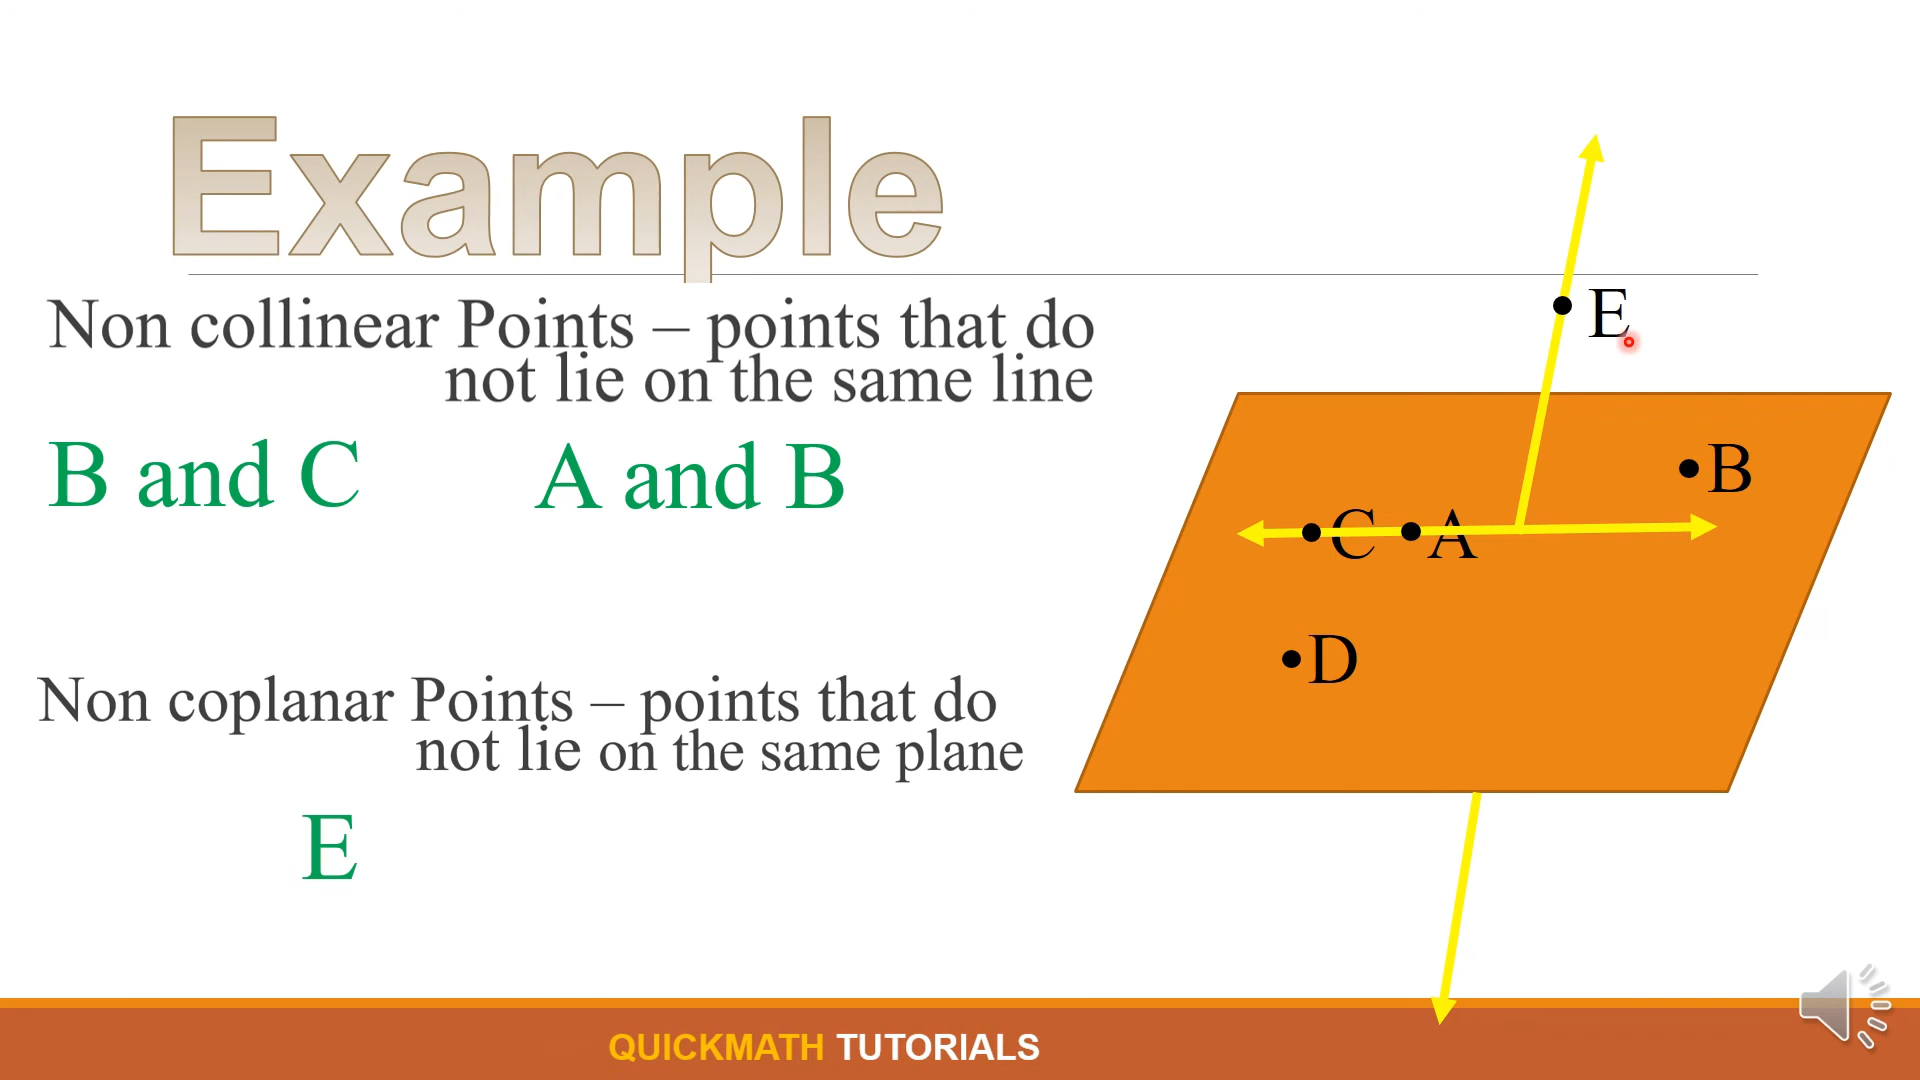 Example
Non collinear Points – points that do
not lie on the same line
B and C
A and B
Non coplanar Points – points that do
not lie on the same plane
E
E
B
C
A
D
QUICKMATH TUTORIALS